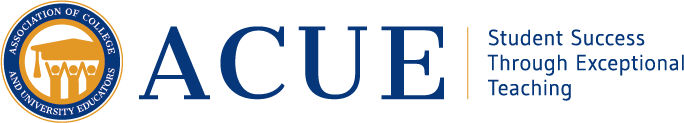 ASSOCIATION OF COLLEGE
AND UNIVERSITY EDUCATORS
ACUE
Student Success
Through Exceptional
Teaching